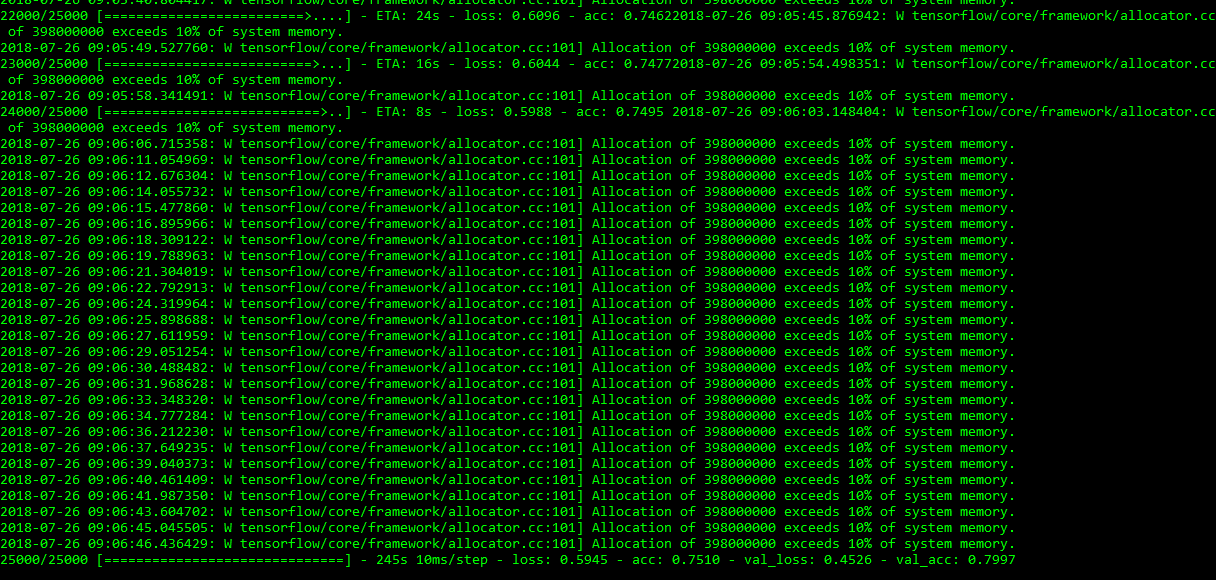 2018-07-26 09:05:40.804417: W tensorflow/core/framework/allocator.cc:101] Allocation of 398000000 exceeds 10% of system memory.
22000/25000 [=========================>....] - ETA: 24s - loss: 0.6096 - acc: 0.74622018-07-26 09:05:45.876942: W tensorflow/core/framework/allocator.cc
 of 398000000 exceeds 10% of system memory.
2018-07-26 09:05:49.527760: W tensorflow/core/framework/allocator.cc:101] Allocation of 398000000 exceeds 10% of system memory.
23000/25000 [==========================>...] - ETA: 16s - loss: 0.6044 - acc: 0.74772018-07-26 09:05:54.498351: W tensorflow/core/framework/allocator.cc
 of 398000000 exceeds 10% of system memory.
2018-07-26 09:05:58.341491: W tensorflow/core/framework/allocator.cc:101] Allocation of 398000000 exceeds 10% of system memory.
24000/25000 [===========================>..] - ETA: 8s - loss: 0.5988 - acc: 0.7495 2018-07-26 09:06:03.148404: W tensorflow/core/framework/allocator.cc
 of 398000000 exceeds 10% of system memory.
2018-07-26 09:06:06.715358: W tensorflow/core/framework/allocator.cc:101] Allocation of 398000000 exceeds 10% of system memory.
2018-07-26 09:06:11.054969: W tensorflow/core/framework/allocator.cc:101] Allocation of 398000000 exceeds 10% of system memory.
2018-07-26 09:06:12.676304: W tensorflow/core/framework/allocator.cc:101] Allocation of 398000000 exceeds 10% of system memory.
2018-07-26 09:06:14.055732: W tensorflow/core/framework/allocator.cc:101] Allocation of 398000000 exceeds 10% of system memory.
2018-07-26 09:06:15.477860: W tensorflow/core/framework/allocator.cc:101] Allocation of 398000000 exceeds 10% of system memory.
2018-07-26 09:06:16.895966: W tensorflow/core/framework/allocator.cc:101] Allocation of 398000000 exceeds 10% of system memory.
2018-07-26 09:06:18.309122: W tensorflow/core/framework/allocator.cc:101] Allocation of 398000000 exceeds 10% of system memory.
2018-07-26 09:06:19.788963: W tensorflow/core/framework/allocator.cc:101] Allocation of 398000000 exceeds 10% of system memory.
2018-07-26 09:06:21.304019: W tensorflow/core/framework/allocator.cc:101] Allocation of 398000000 exceeds 10% of system memory.
2018-07-26 09:06:22.792913: W tensorflow/core/framework/allocator.cc:101] Allocation of 398000000 exceeds 10% of system memory.
2018-07-26 09:06:24.319964: W tensorflow/core/framework/allocator.cc:101] Allocation of 398000000 exceeds 10% of system memory.
2018-07-26 09:06:25.898688: W tensorflow/core/framework/allocator.cc:101] Allocation of 398000000 exceeds 10% of system memory.
2018-07-26 09:06:27.611959: W tensorflow/core/framework/allocator.cc:101] Allocation of 398000000 exceeds 10% of system memory.
2018-07-26 09:06:29.051254: W tensorflow/core/framework/allocator.cc:101] Allocation of 398000000 exceeds 10% of system memory.
2018-07-26 09:06:30.488482: W tensorflow/core/framework/allocator.cc:101] Allocation of 398000000 exceeds 10% of system memory.
2018-07-26 09:06:31.968628: W tensorflow/core/framework/allocator.cc:101] Allocation of 398000000 exceeds 10% of system memory.
2018-07-26 09:06:33.348320: W tensorflow/core/framework/allocator.cc:101] Allocation of 398000000 exceeds 10% of system memory.
2018-07-26 09:06:34.777284: W tensorflow/core/framework/allocator.cc:101] Allocation of 398000000 exceeds 10% of system memory.
2018-07-26 09:06:36.212230: W tensorflow/core/framework/allocator.cc:101] Allocation of 398000000 exceeds 10% of system memory.
2018-07-26 09:06:37.649235: W tensorflow/core/framework/allocator.cc:101] Allocation of 398000000 exceeds 10% of system memory.
2018-07-26 09:06:39.040373: W tensorflow/core/framework/allocator.cc:101] Allocation of 398000000 exceeds 10% of system memory.
2018-07-26 09:06:40.461409: W tensorflow/core/framework/allocator.cc:101] Allocation of 398000000 exceeds 10% of system memory.
2018-07-26 09:06:41.987350: W tensorflow/core/framework/allocator.cc:101] Allocation of 398000000 exceeds 10% of system memory.
2018-07-26 09:06:43.604702: W tensorflow/core/framework/allocator.cc:101] Allocation of 398000000 exceeds 10% of system memory.
2018-07-26 09:06:45.045505: W tensorflow/core/framework/allocator.cc:101] Allocation of 398000000 exceeds 10% of system memory.
2018-07-26 09:06:46.436429: W tensorflow/core/framework/allocator.cc:101] Allocation of 398000000 exceeds 10% of system memory.
25000/25000 [==============================] - 245s 10ms/step - loss: 0.5945 - acc: 0.7510 - val_loss: 0.4526 - val_acc: 0.7997